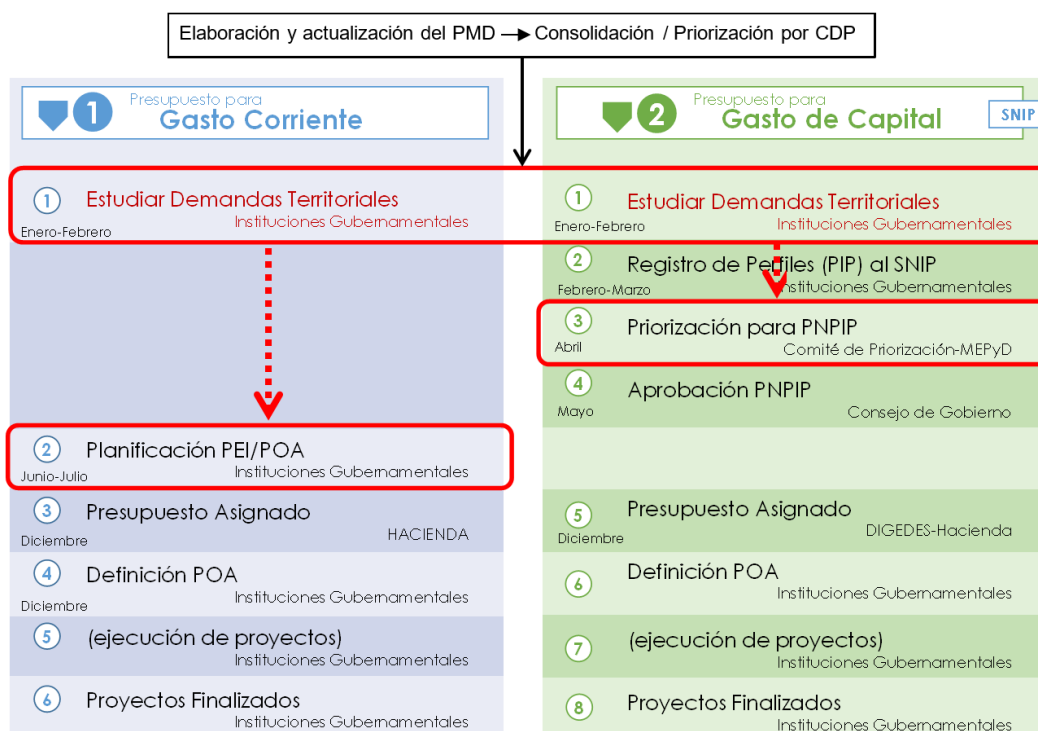 Elaboración y actualización del PMD → Consolidación / Priorización por CDP
1
Presupuesto para
Gasto Corriente
1
Estudiar Demandas Territoriales
Instituciones Gubernamentales
Enero-Febrero
2
Planificación PEI/POA
Instituciones Gubernamentales
Junio-Julio
3
Presupuesto Asignado
HACIENDA
Diciembre
4
Definición POA
Instituciones Gubernamentales
Diciembre
5
(ejecución de proyectos)
Instituciones Gubernamentales
6
Proyectos Finalizados
Instituciones Gubernamentales
2
Presupuesto para
Gasto de Capital
SNIP
1
Estudiar Demandas Territoriales
Instituciones Gubernamentales
Enero-Febrero
2
Registro de Perfiles (PIP) al SNIP
Instituciones Gubernamentales
Febrero-Marzo
3
Priorización para PNPIP
Comité de Priorización-MEPyD
Abril
4
Aprobación PNPIP
Consejo de Gobierno
Mayo
5
Presupuesto Asignado
DIGEDES-Hacienda
Diciembre
6
Definición POA
Instituciones Gubernamentales
7
(ejecución de proyectos)
Instituciones Gubernamentales
8
Proyectos Finalizados
Instituciones Gubernamentales